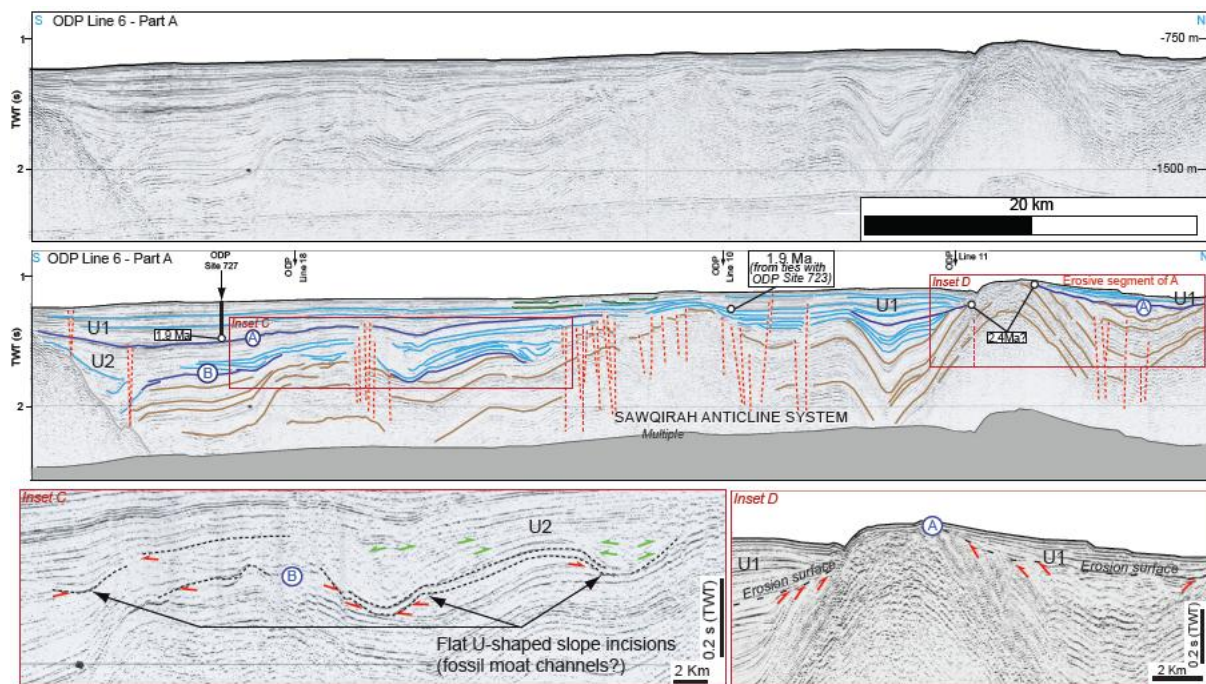 S ODP Line 6 - Part A N
1
-750 m
TWT (s)
2
-1500 m
20 km
S ODP Line 6 - Part A N
ODP Site 727
ODP Line 18
ODP Line 10
1.9 Ma
(from ties with
ODP Site 723)
ODP Line 11
1
Inset D
Erosive segment of A
U1
Inset C
U1
A
U1
1.9 Ma
A
2.4Ma?
TWT (s)
U2
B
2
SAWQIRAH ANTICLINE SYSTEM
Multiple
Inset C
U2
B
Flat U-shaped slope incisions
(fossil moat channels?)
0.2 s (TWT)
2 Km
Inset D
A
U1
U1
Erosion surface
Erosion surface
0.2 s (TWT)
2 Km